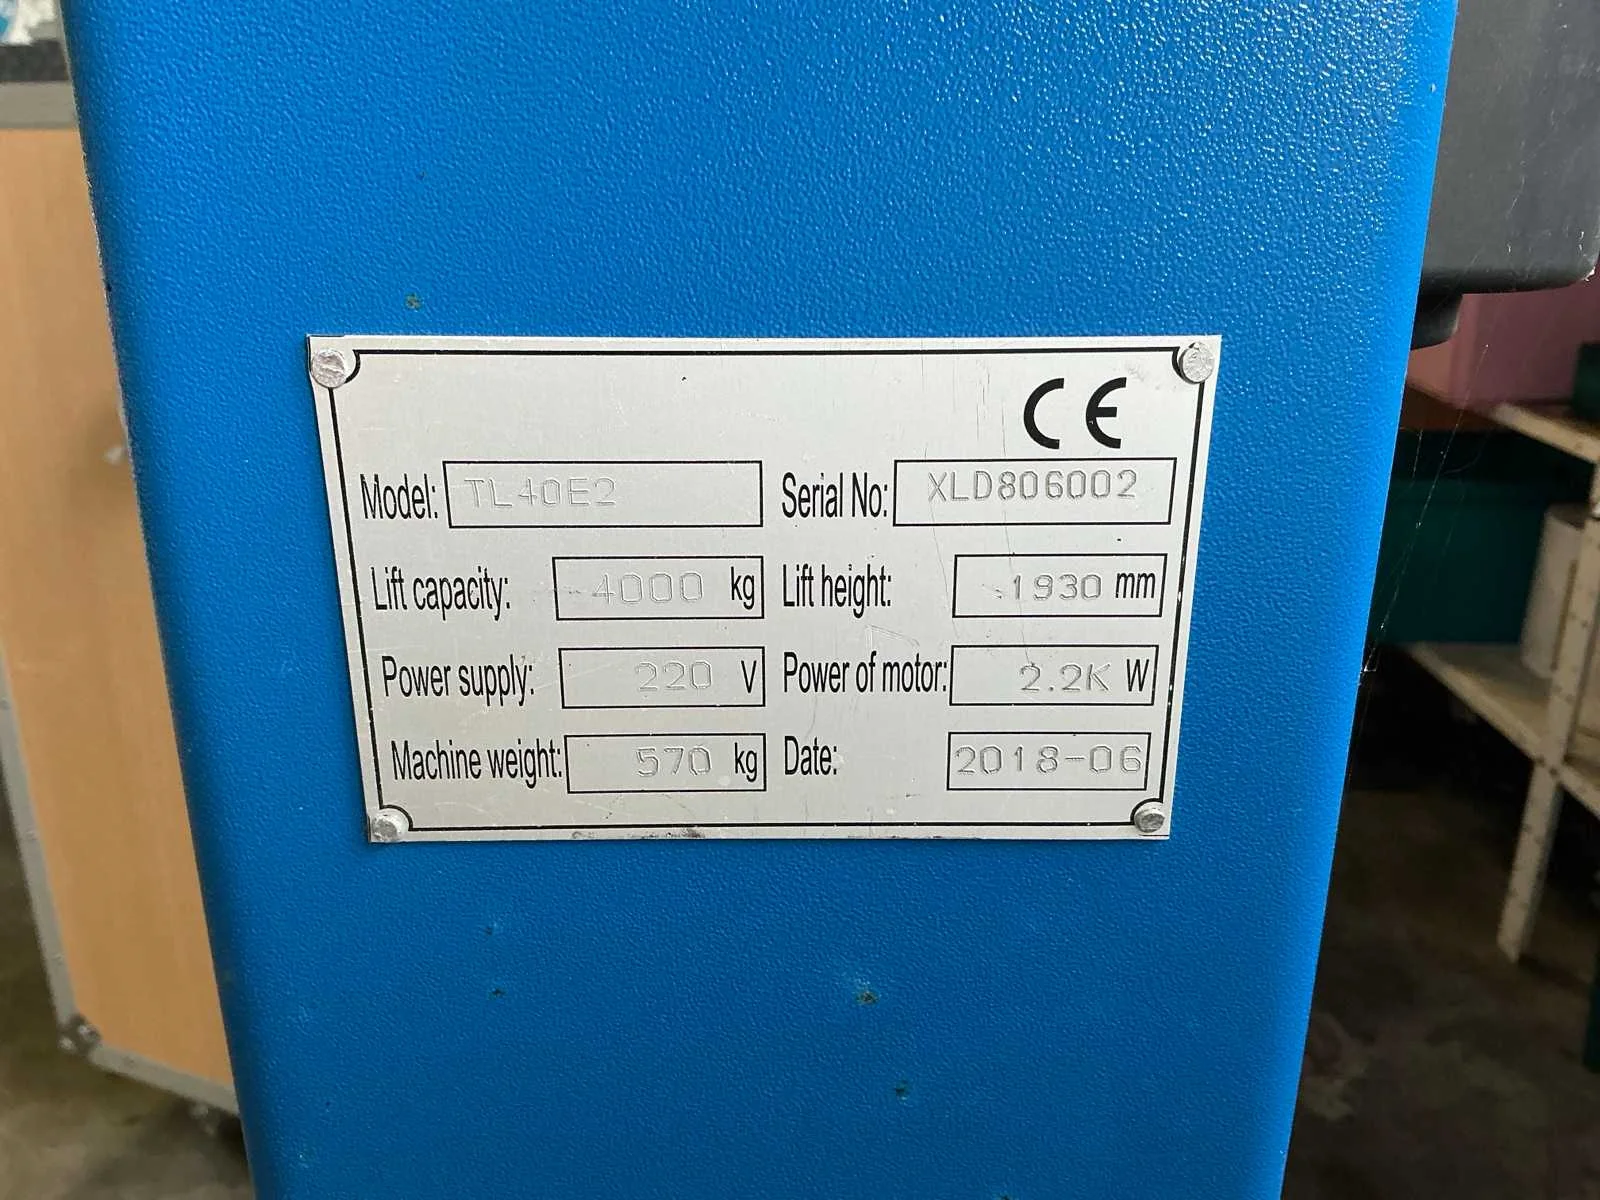 CE
Model: TL40E2 Serial No: XLD806002
Lift capacity: 4000 kg Lift height: 1930 mm
Power supply: 220 V Power of motor: 2.2K W
Machine weight: 570 kg Date: 2018-06